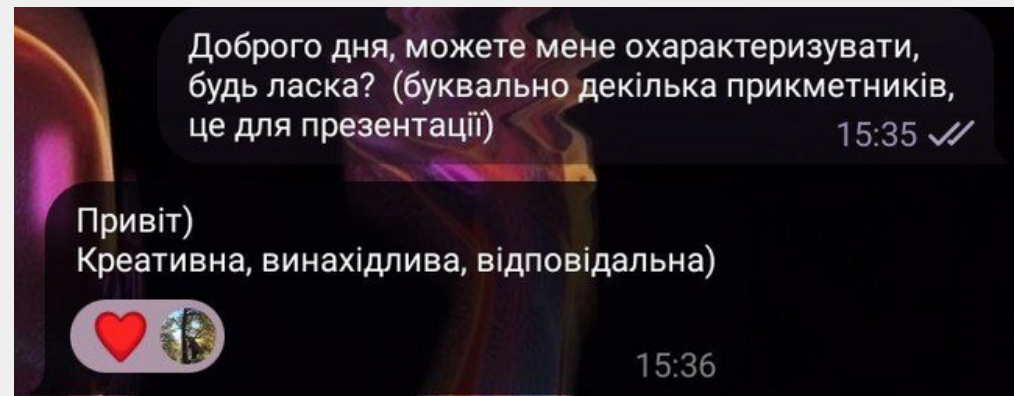 Доброго дня, можете мене охарактеризувати,
будь ласка? (буквально декілька прикметників,
це для презентації)
15:35
Привіт)
Креативна, винахідлива, відповідальна)
15:36